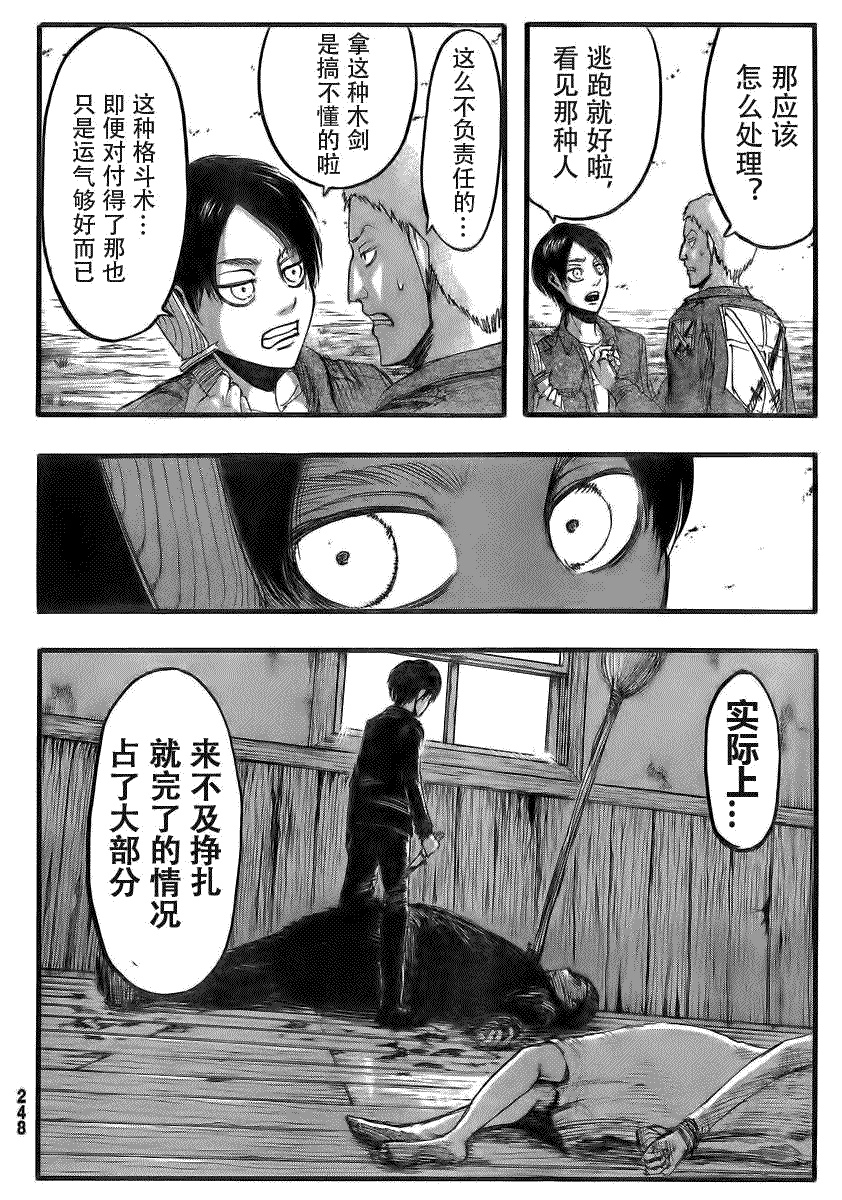 那应该
怎么处理？
逃跑就好啦，
看见那种人
这么不负责任的…
拿这种木剑
是搞不懂的啦
这种格斗术…
即便对付得了那也
只是运气够好而已
实际上…
来不及挣扎
就完了的情况
占了大部分
248